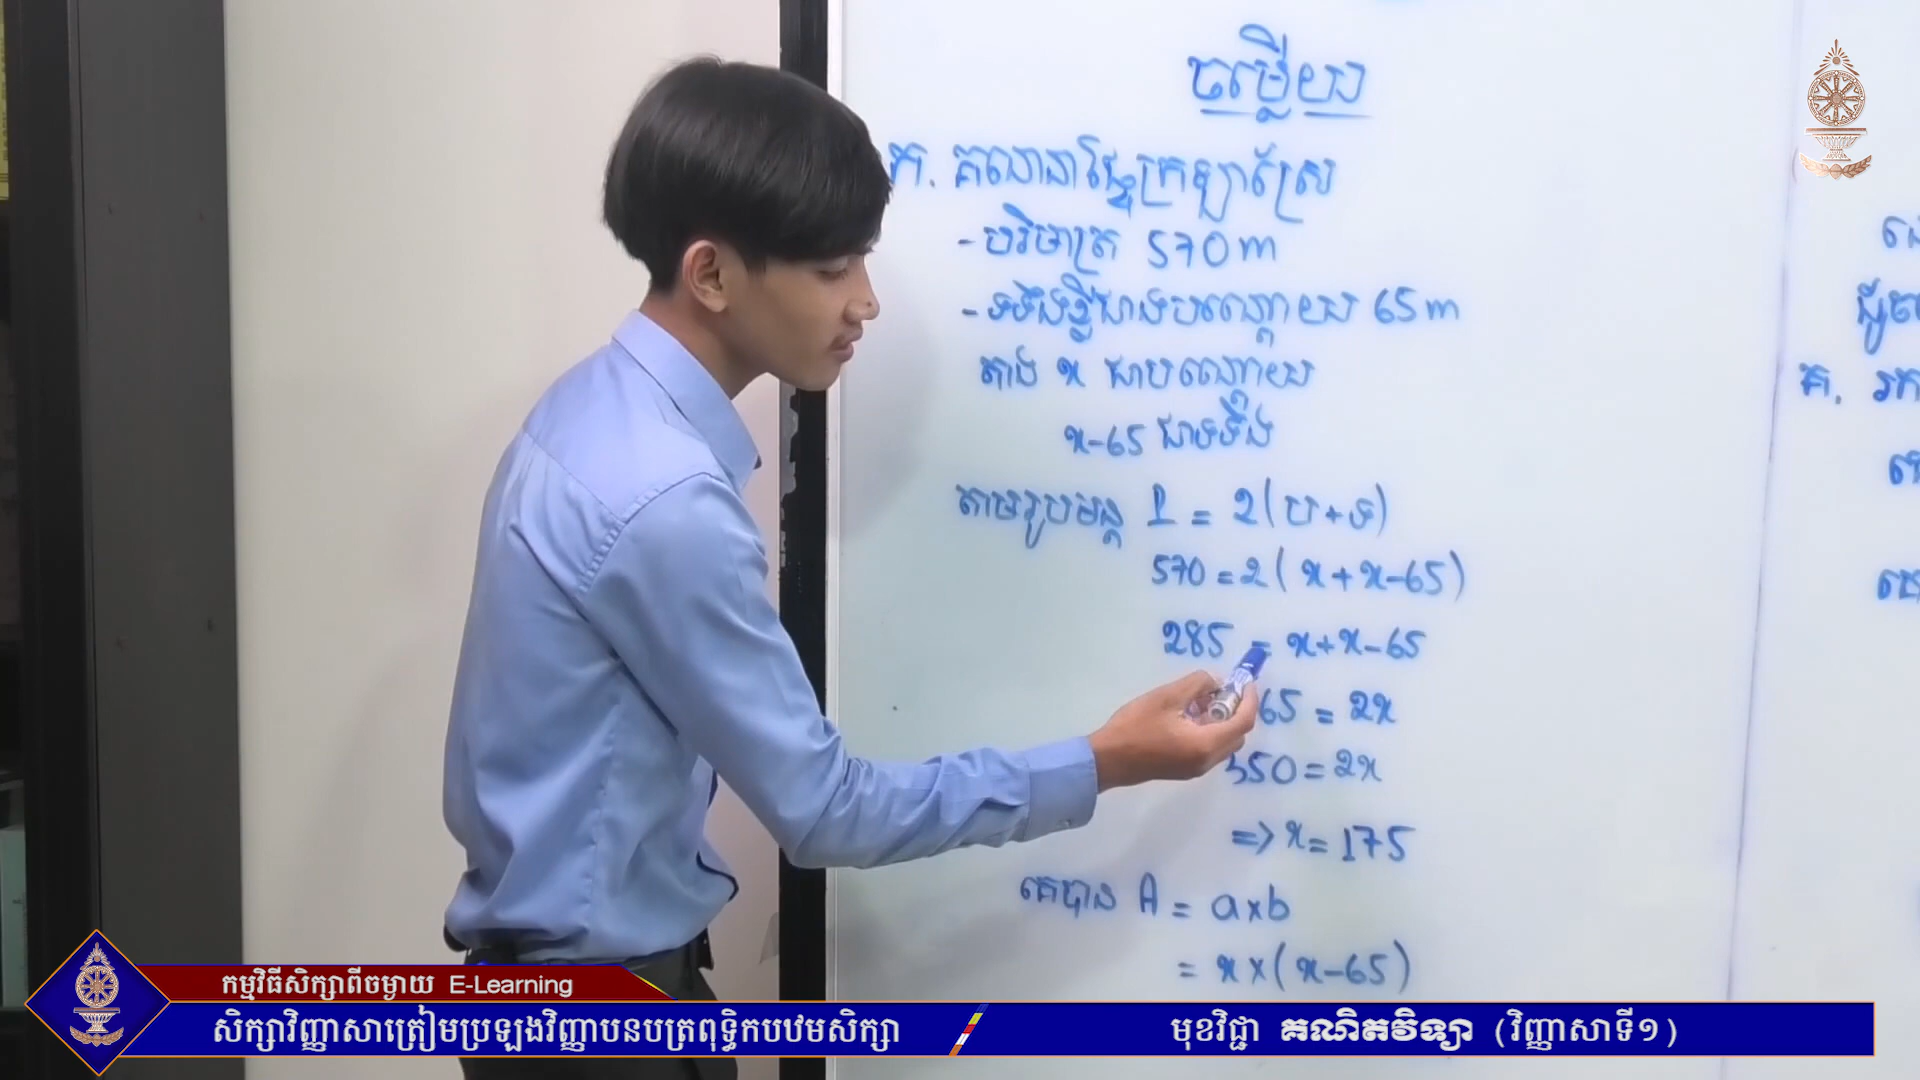 ចម្លើយ
ក. គណនាផ្ទៃក្រឡាស្រែ
- បរិមាត្រ 570m
- ទទឹងខ្លីជាងបណ្តោយ 65m
តាង x ជាបណ្តោយ
x-65 ជាទទឹង
តាមរូបមន្ត P = 2(ប+ទ)
570 = 2(x+x-65)
285 = x+x-65
65 = 2x
350 = 2x
=> x = 175
គេបាន A = axb
= x x (x-65)
គ. រក
កម្មវិធីសិក្សាពីចម្ងាយ E-Learning
សិក្សាវិញ្ញាសាត្រៀមប្រឡងវិញ្ញាបនបត្រពុទ្ធិកបឋមសិក្សា
មុខវិជ្ជា គណិតវិទ្យា (វិញ្ញាសាទី១)